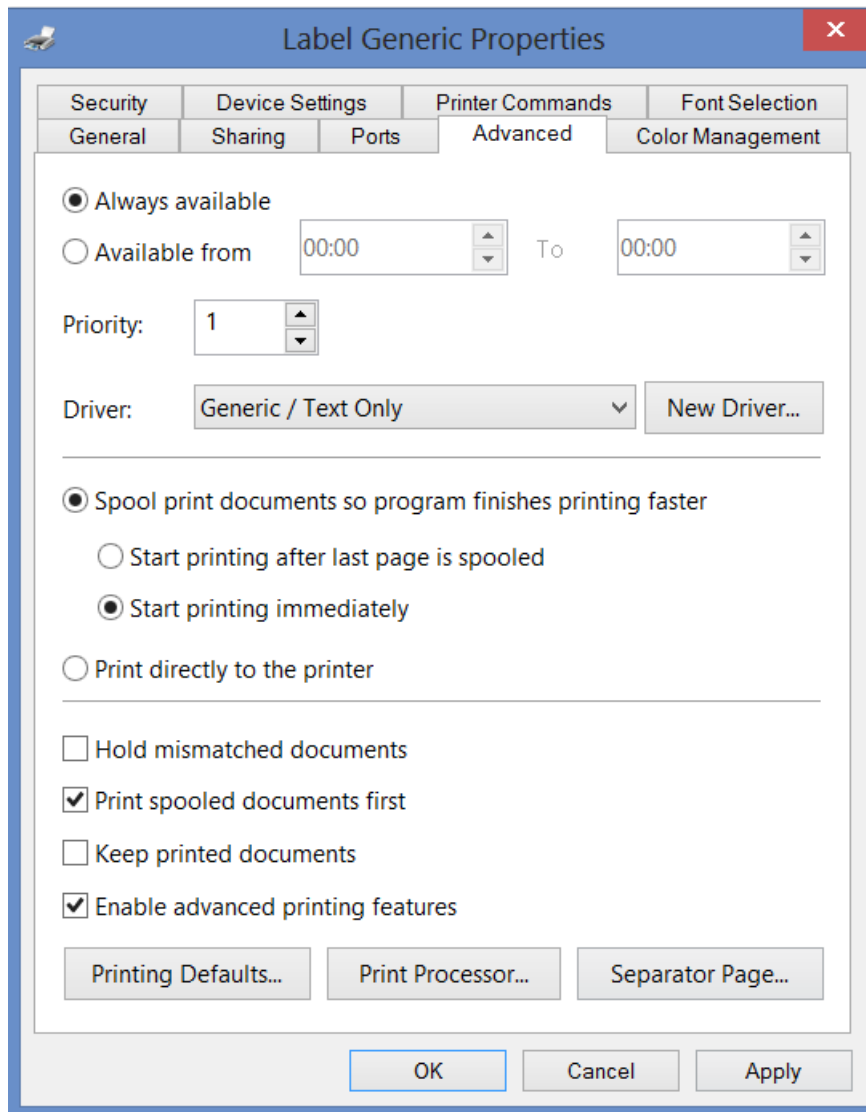 Label Generic Properties
Security Device Settings Printer Commands Font Selection
General Sharing Ports Advanced Color Management
Always available
Available from 00:00 To 00:00
Priority: 1
Driver: Generic / Text Only New Driver...
Spool print documents so program finishes printing faster
Start printing after last page is spooled
Start printing immediately
Print directly to the printer
Hold mismatched documents
Print spooled documents first
Keep printed documents
Enable advanced printing features
Printing Defaults... Print Processor... Separator Page...
OK Cancel Apply